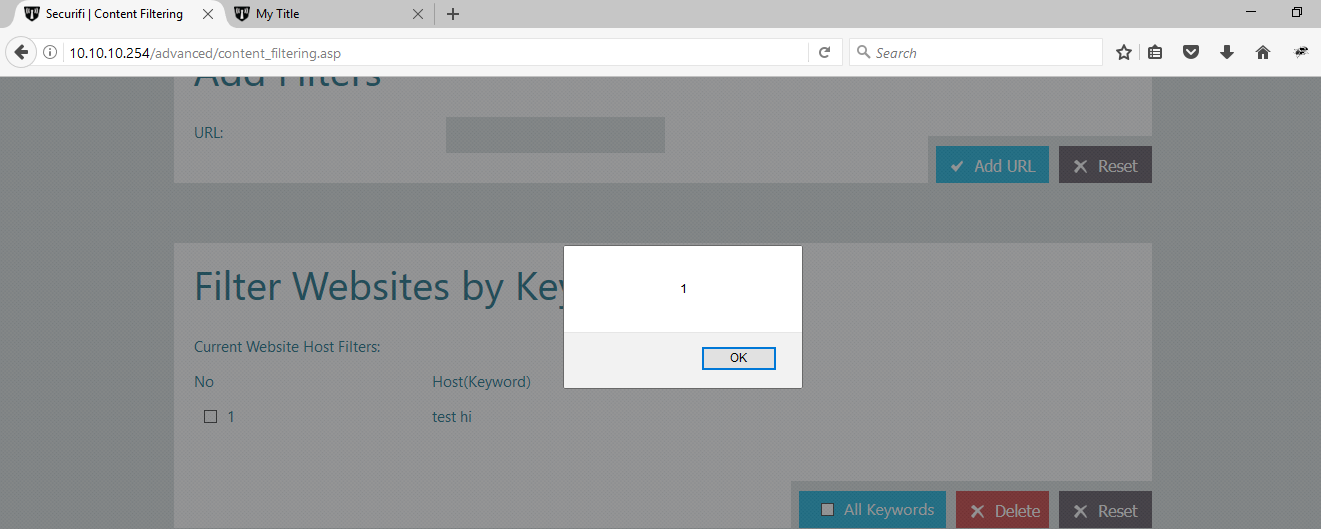 Securifi | Content Filtering
My Title
10.10.10.254/advanced/content_filtering.asp
Search
Add Filters
URL:
Add URL
Reset
Filter Websites by Key
1
OK
Current Website Host Filters:
No Host(Keyword)
1 test hi
All Keywords
Delete
Reset